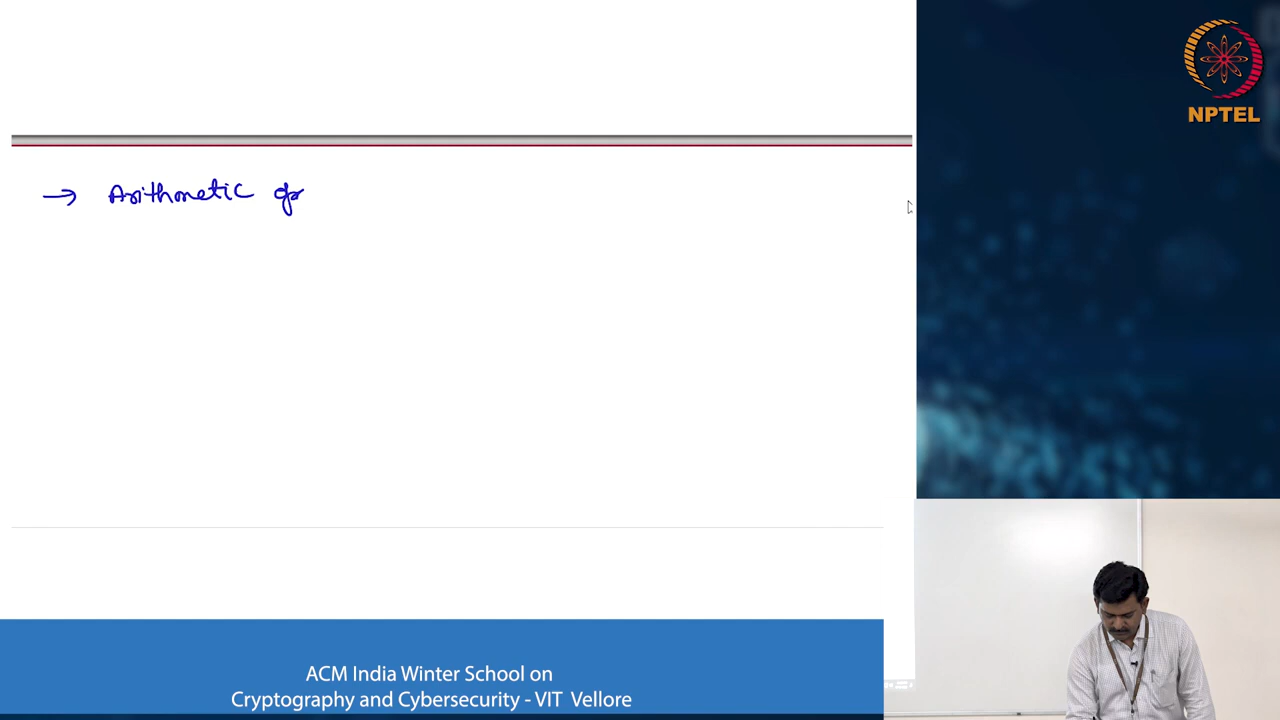 NPTEL
→ Arithmetic of
ACM India Winter School on
Cryptography and Cybersecurity - VIT Vellore